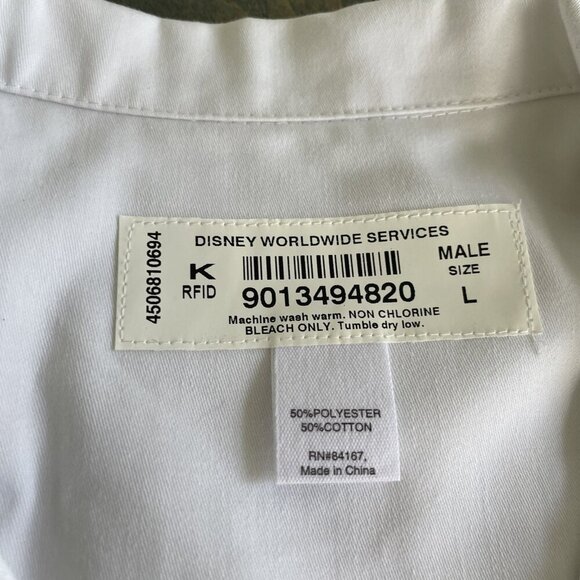 4506810694
DISNEY WORLDWIDE SERVICES
K
RFID
9013494820
MALE
SIZE
L
Machine wash warm. NON CHLORINE
BLEACH ONLY. Tumble dry low.
50%POLYESTER
50%COTTON
RN#84167,
Made in China